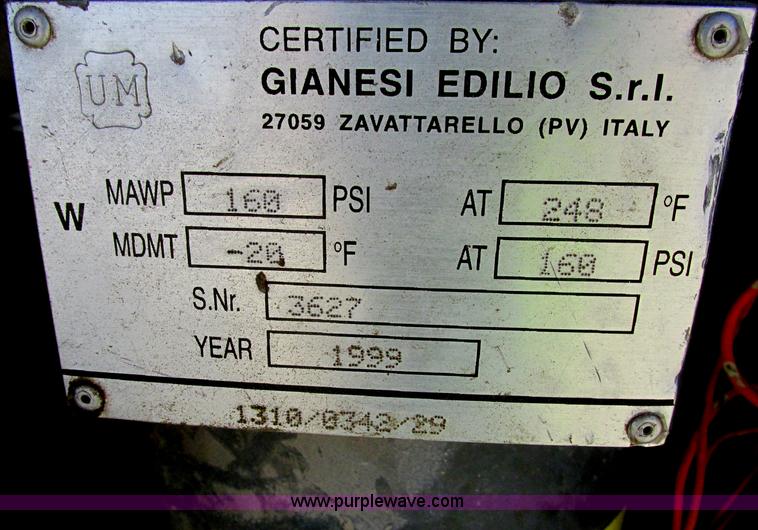 UM
CERTIFIED BY:
GIANESI EDILIO S.r.l.
27059 ZAVATTARELLO (PV) ITALY
W
MAWP 160 PSI AT 248 °F
MDMT -20 °F AT 160 PSI
S.Nr. 3627
YEAR 1999
1310/0342/29
www.purplewave.com